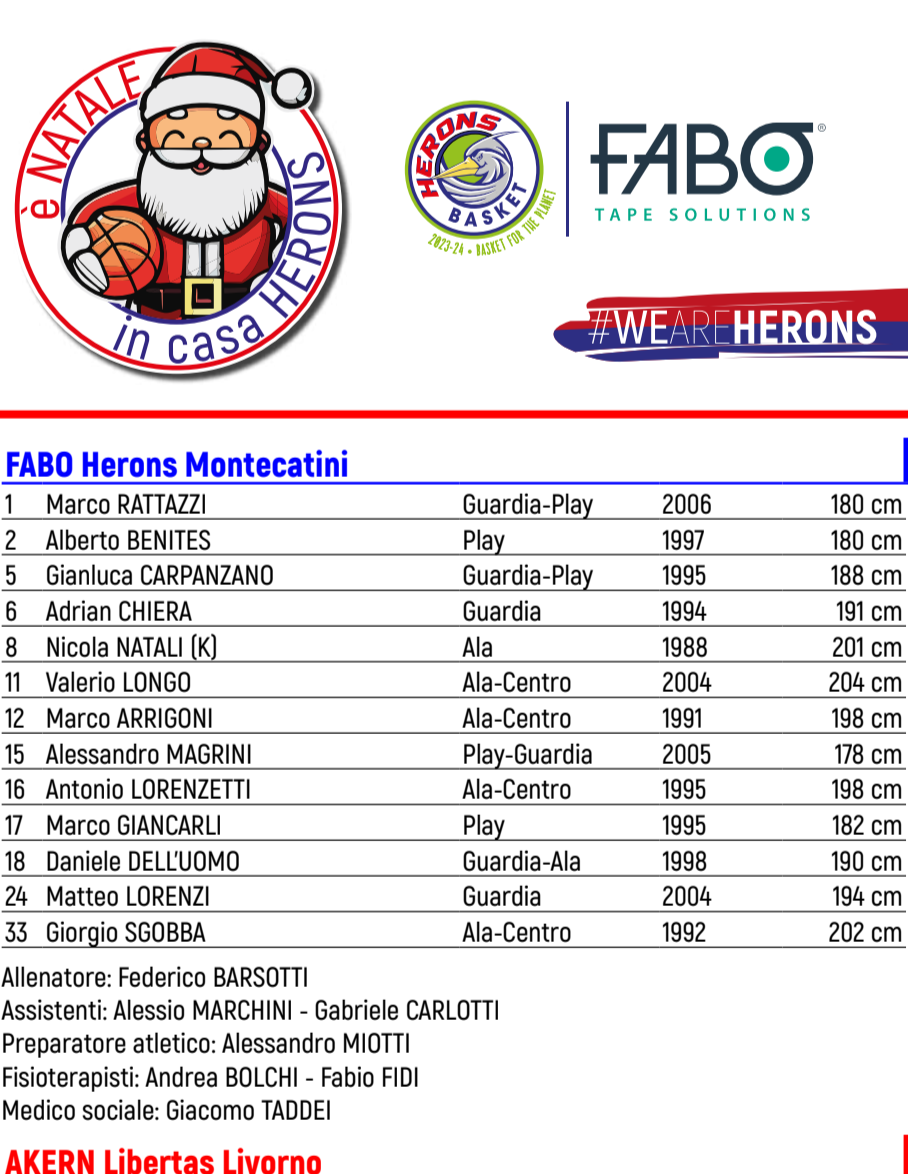 è NATALE
in casa HERONS
HERONS
BASKET
2023-24 • BASKET FOR THE PLANET
FABO®
TAPE SOLUTIONS
#WEAREHERONS
FABO Herons Montecatini
1 Marco RATTAZZI Guardia-Play 2006 180 cm
2 Alberto BENITES Play 1997 180 cm
5 Gianluca CARPANZANO Guardia-Play 1995 188 cm
6 Adrian CHIERA Guardia 1994 191 cm
8 Nicola NATALI (K) Ala 1988 201 cm
11 Valerio LONGO Ala-Centro 2004 204 cm
12 Marco ARRIGONI Ala-Centro 1991 198 cm
15 Alessandro MAGRINI Play-Guardia 2005 178 cm
16 Antonio LORENZETTI Ala-Centro 1995 198 cm
17 Marco GIANCARLI Play 1995 182 cm
18 Daniele DELL'UOMO Guardia-Ala 1998 190 cm
24 Matteo LORENZI Guardia 2004 194 cm
33 Giorgio SGOBBA Ala-Centro 1992 202 cm
Allenatore: Federico BARSOTTI
Assistenti: Alessio MARCHINI - Gabriele CARLOTTI
Preparatore atletico: Alessandro MIOTTI
Fisioterapisti: Andrea BOLCHI - Fabio FIDI
Medico sociale: Giacomo TADDEI
AKERN Libertas Livorno